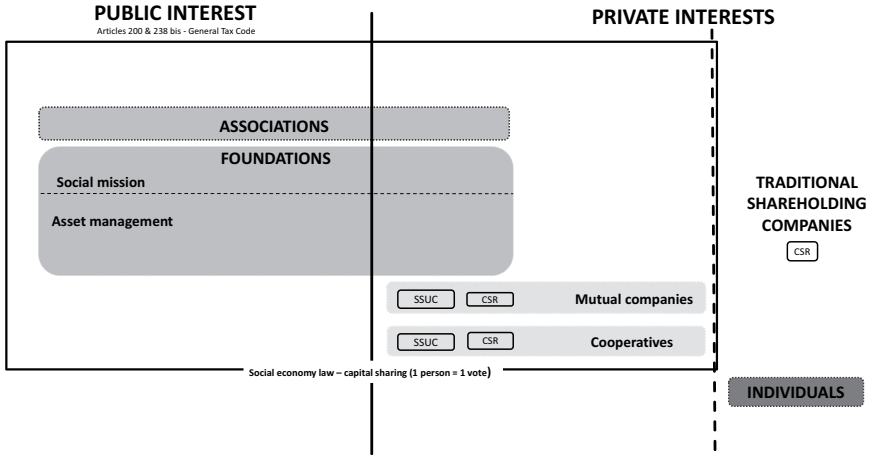 PUBLIC INTEREST
Articles 200 & 238 bis - General Tax Code
PRIVATE INTERESTS
ASSOCIATIONS
FOUNDATIONS
Social mission
Asset management
TRADITIONAL
SHAREHOLDING
COMPANIES
CSR
SSUC CSR Mutual companies
SSUC CSR Cooperatives
Social economy law – capital sharing (1 person = 1 vote)
INDIVIDUALS